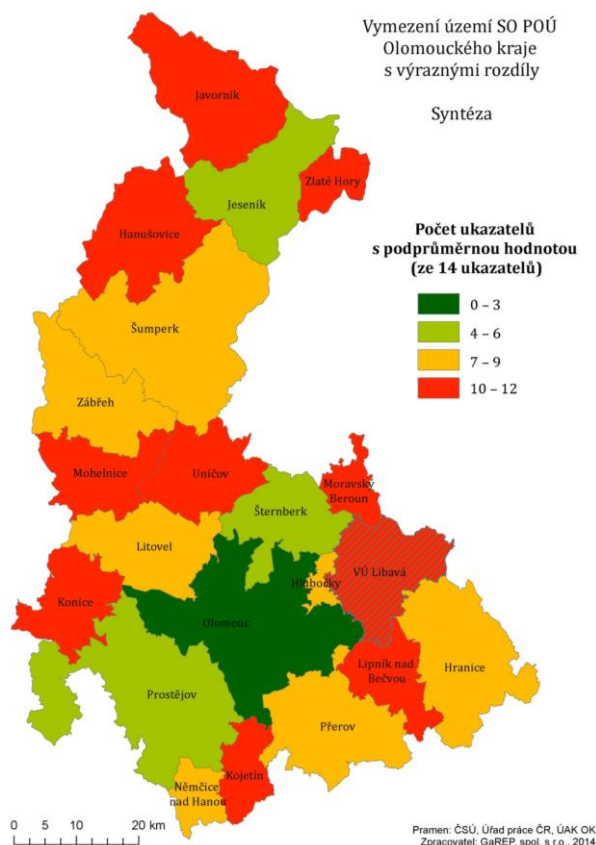 Vymezení území SO POÚ
Olomouckého kraje
s výraznými rozdíly
Syntéza
Javorník
Zlaté Hory
Jeseník
Hanušovice
Počet ukazatelů
s podprůměrnou hodnotou
(ze 14 ukazatelů)
0 – 3
4 – 6
7 – 9
10 – 12
Šumperk
Zábřeh
Mohelnice
Uničov
Moravský
Beroun
Šternberk
Litovel
Hlubočky
VÚ Libavá
Konice
Olomouc
Lipník nad
Bečvou
Hranice
Prostějov
Přerov
Kojetín
Němčice
nad Hanou
0 5 10 20 km
Pramen: ČSÚ, Úřad práce ČR, ÚAK OK
Zpracovatel: GaREP, spol. s r.o., 2014